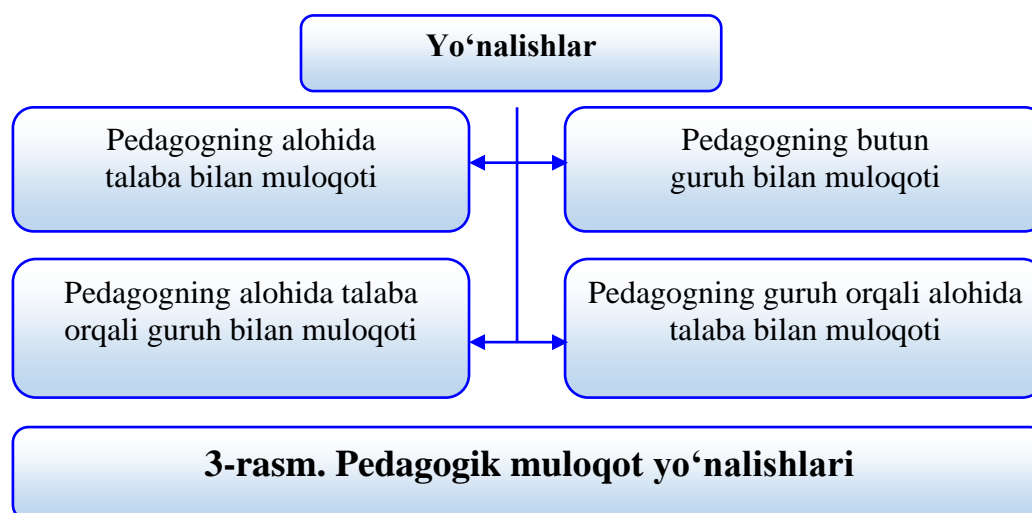 Yo‘nalishlar
Pedagogning alohida
talaba bilan muloqoti
Pedagogning butun
guruh bilan muloqoti
Pedagogning alohida talaba
orqali guruh bilan muloqoti
Pedagogning guruh orqali alohida
talaba bilan muloqoti
3-rasm. Pedagogik muloqot yo‘nalishlari